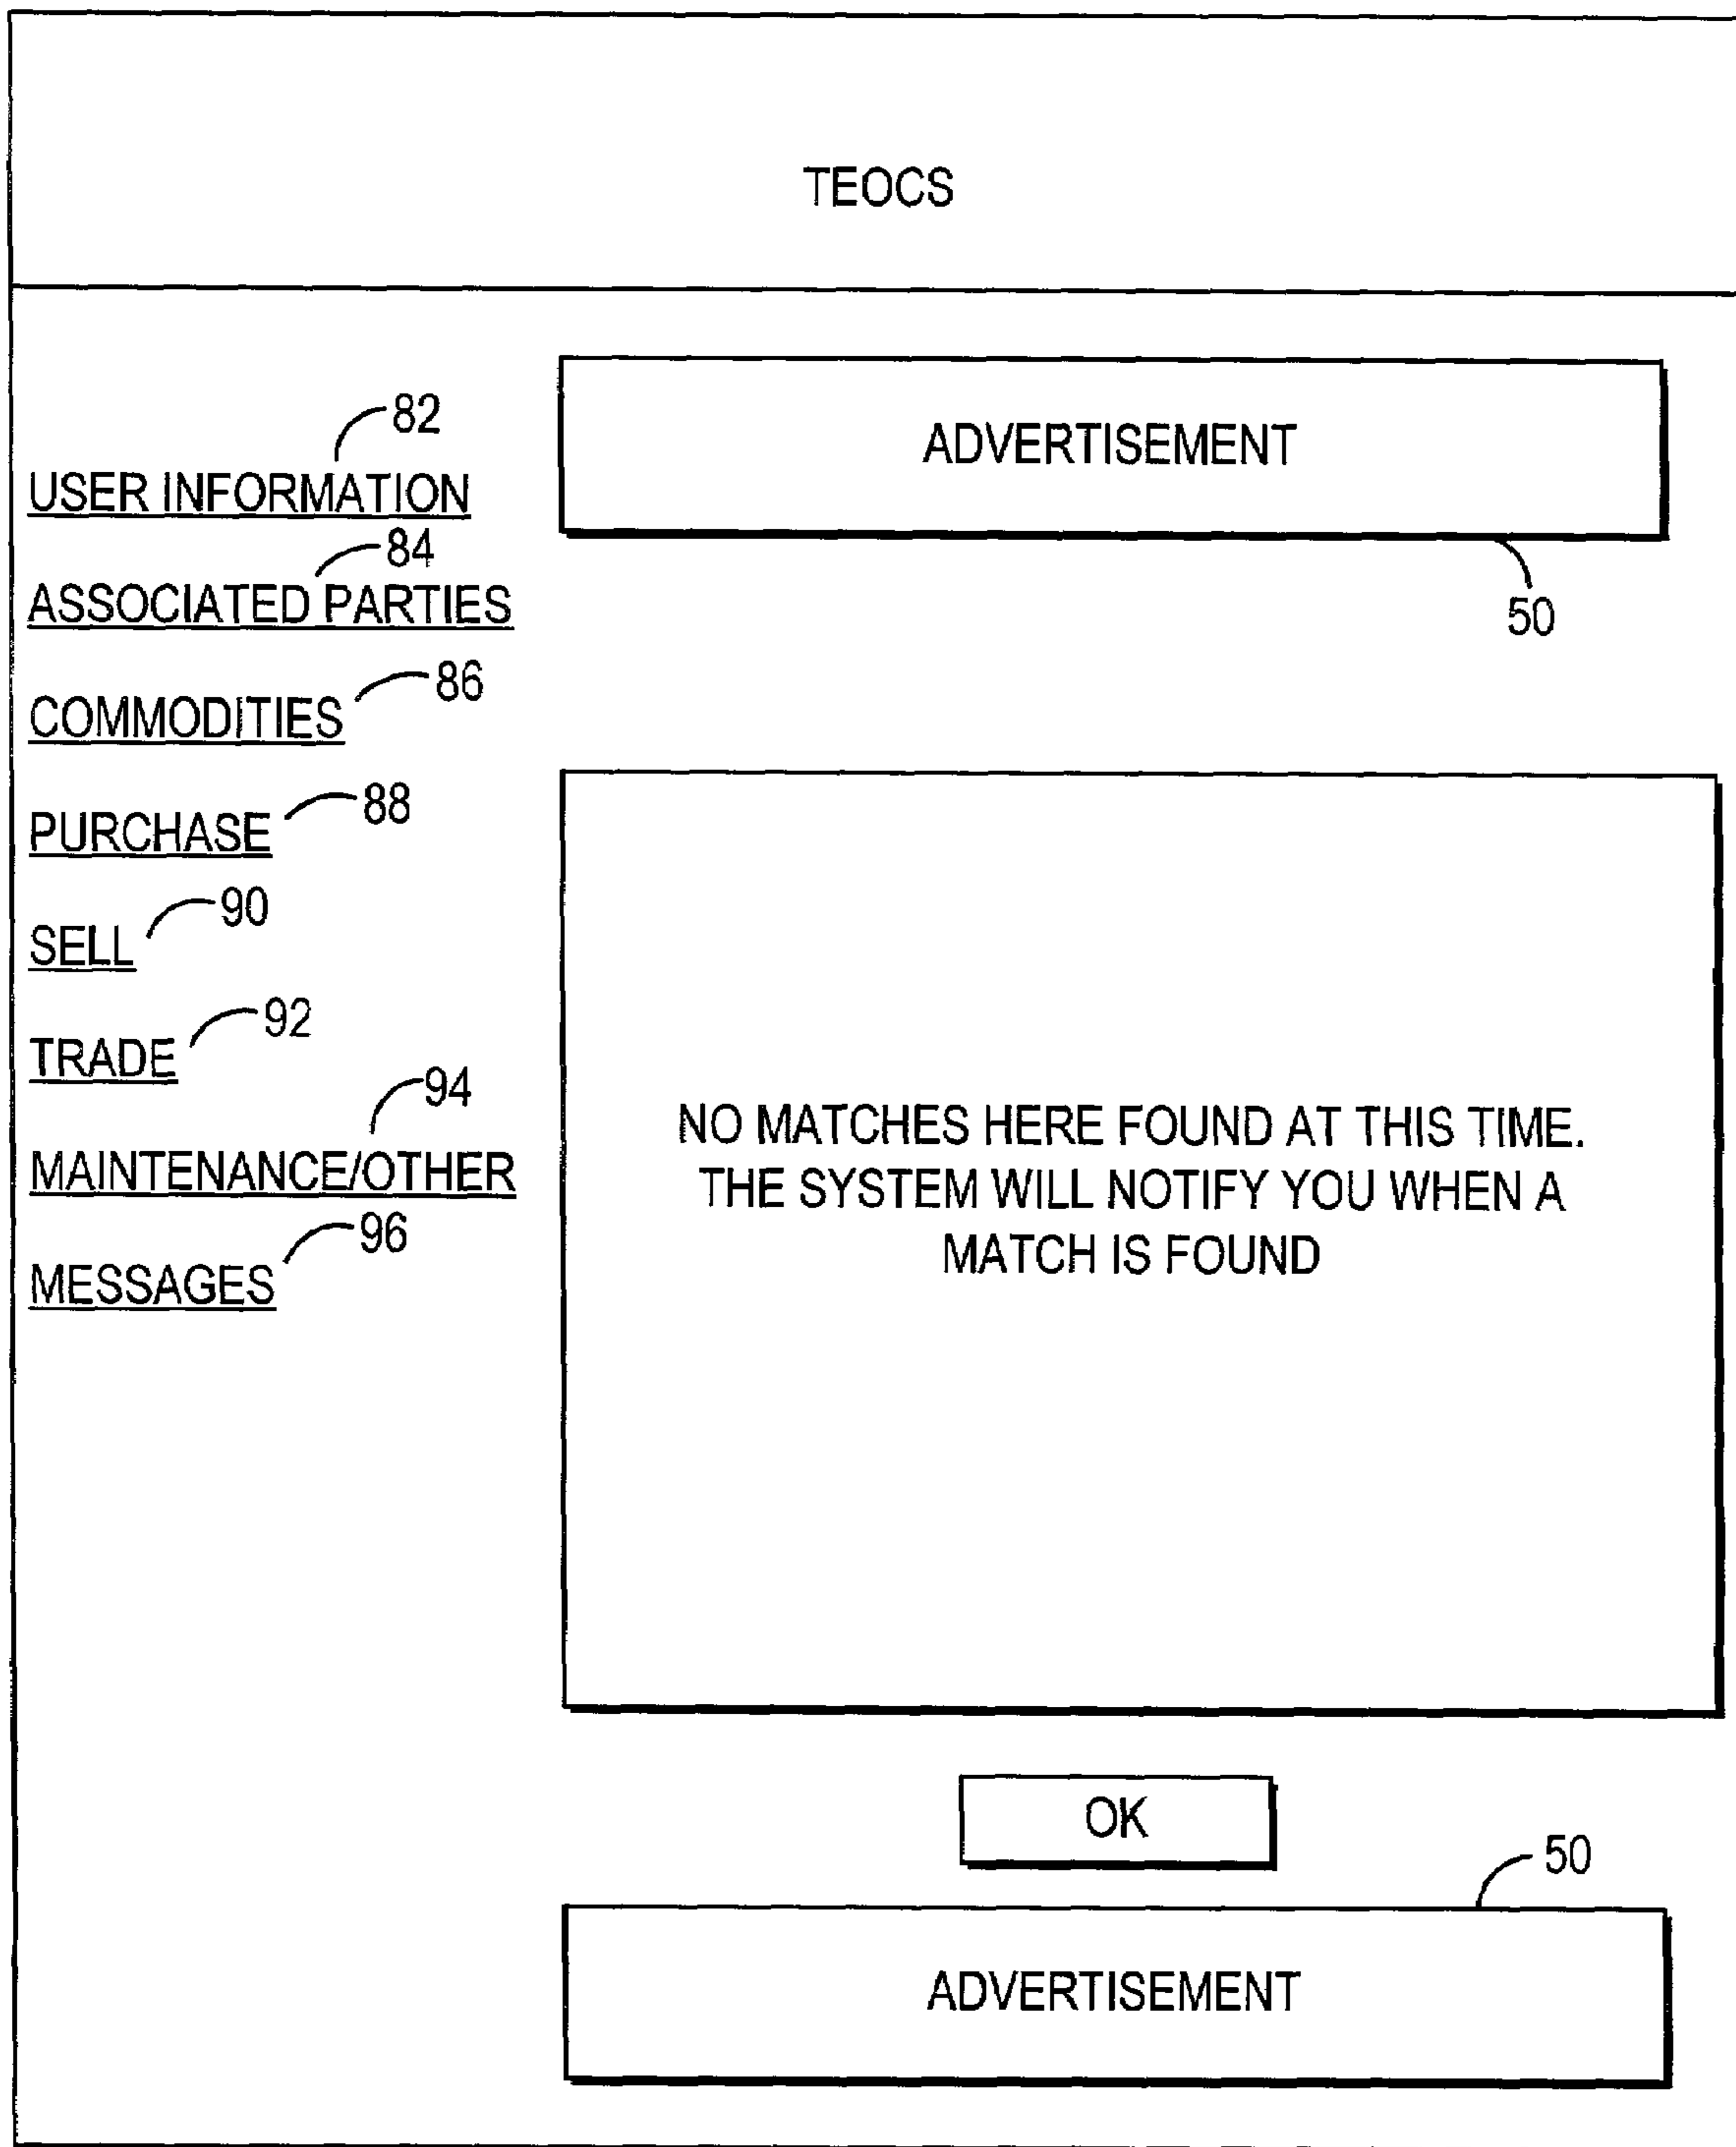 TEOCS
82
USER INFORMATION
84
ASSOCIATED PARTIES
86
COMMODITIES
88
PURCHASE
90
SELL
92
TRADE
94
MAINTENANCE/OTHER
96
MESSAGES
ADVERTISEMENT
50
NO MATCHES HERE FOUND AT THIS TIME.
THE SYSTEM WILL NOTIFY YOU WHEN A
MATCH IS FOUND
OK
50
ADVERTISEMENT